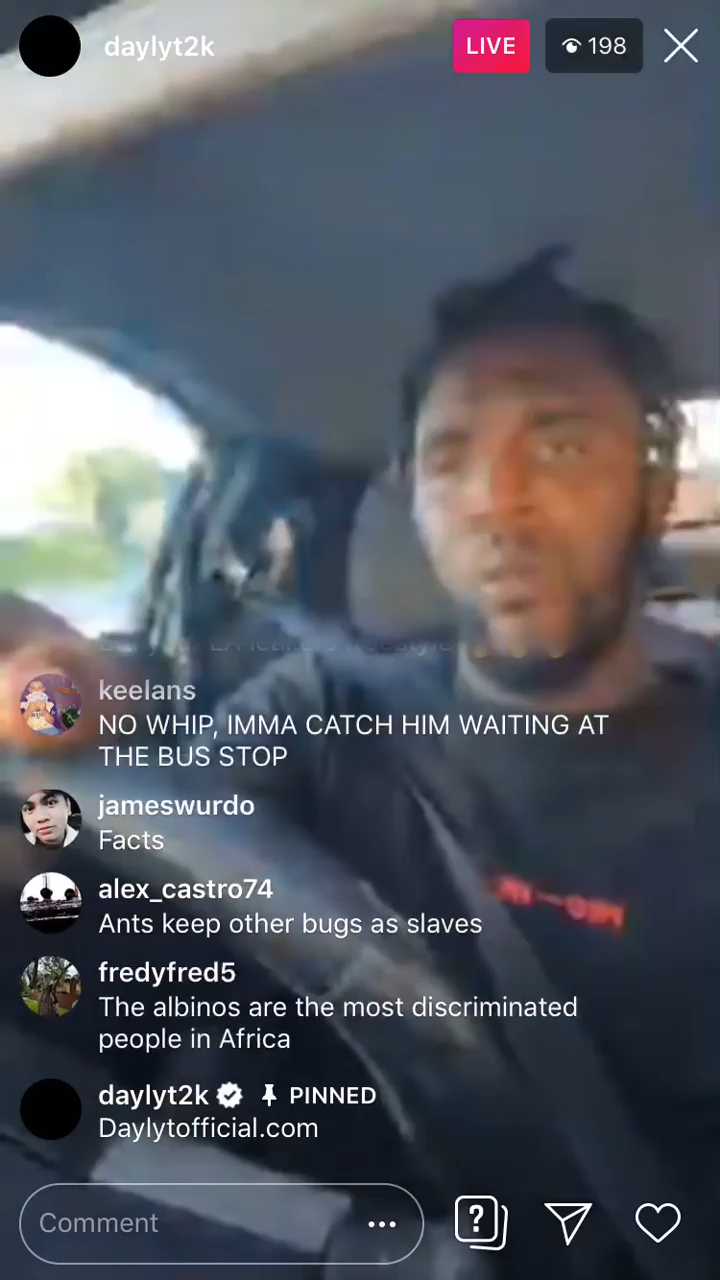 daylyt2k
LIVE
198
keelans
NO WHIP, IMMA CATCH HIM WAITING AT
THE BUS STOP
jameswurdo
Facts
alex_castro74
Ants keep other bugs as slaves
fredyfred5
The albinos are the most discriminated
people in Africa
daylyt2k PINNED
Daylytofficial.com
Comment